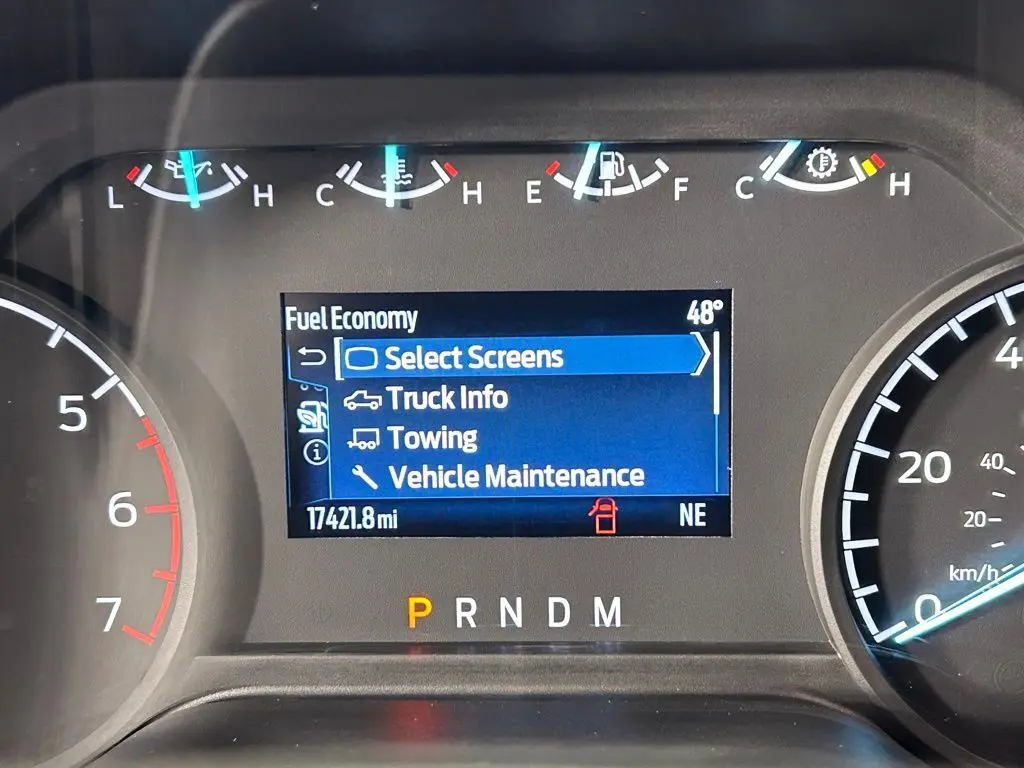 L H C H E F C H
Fuel Economy 48°
Select Screens
Truck Info
Towing
Vehicle Maintenance
17421.8 mi NE
P R N D M
5
6
7
4
20
0
40
20
km/h